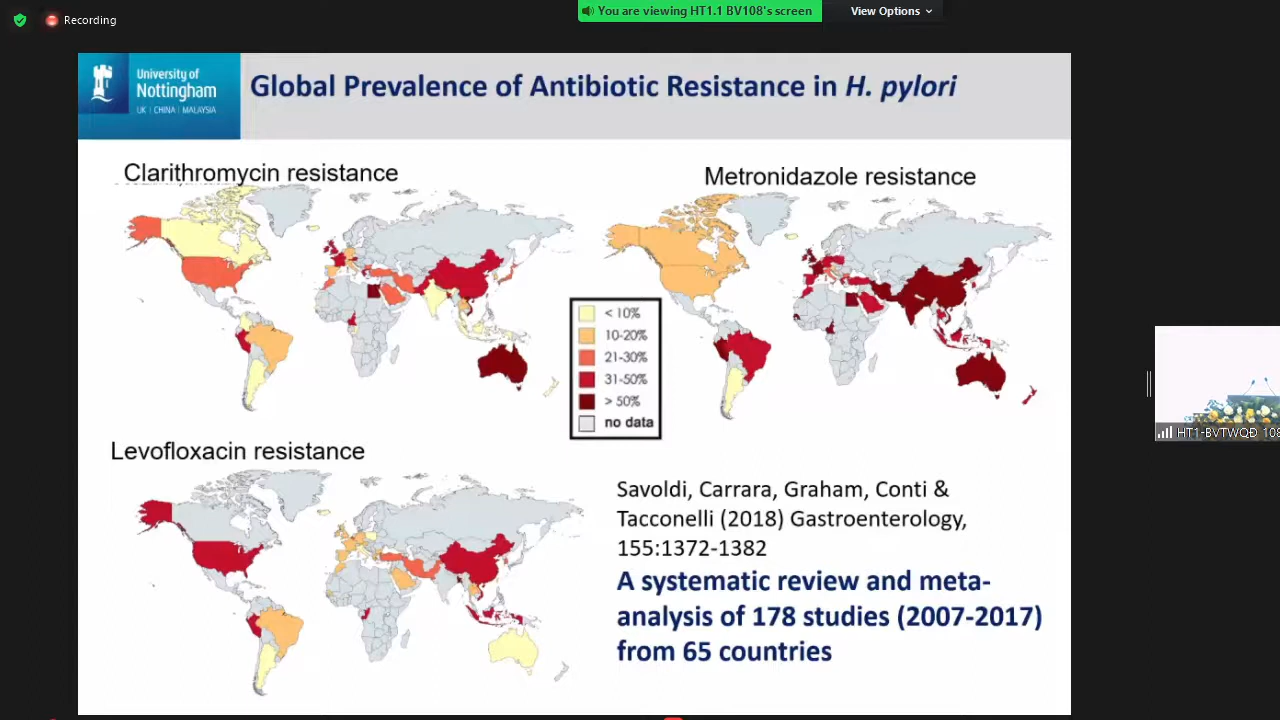 Recording
You are viewing HT1.1 BV108's screen
View Options
University of
Nottingham
UK | CHINA | MALAYSIA
Global Prevalence of Antibiotic Resistance in H. pylori
Clarithromycin resistance
Metronidazole resistance
< 10%
10-20%
21-30%
31-50%
> 50%
no data
Levofloxacin resistance
Savoldi, Carrara, Graham, Conti &
Tacconelli (2018) Gastroenterology,
155:1372-1382
A systematic review and meta-
analysis of 178 studies (2007-2017)
from 65 countries
HT1-BVTWQĐ 108